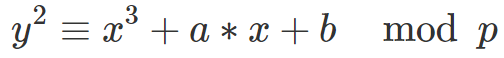 y² ≡ x³ + a * x + b mod p